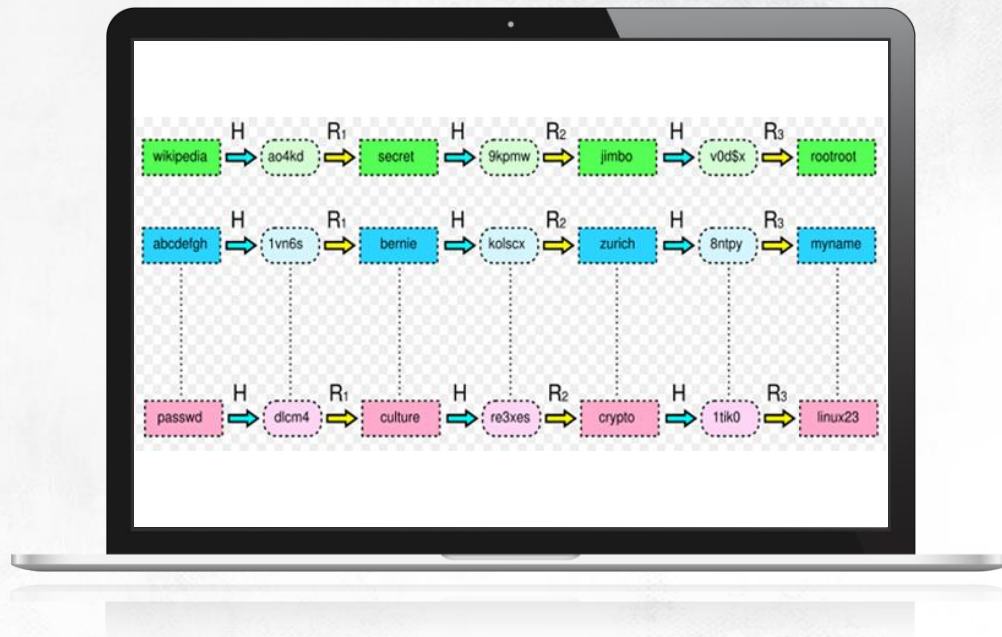 H R₁ H R₂ H R₃
wikipedia ao4kd secret 9kpmw jimbo v0d$x rootroot
H R₁ H R₂ H R₃
abcdefgh 1vn6s bernie kolscx zurich 8ntpy myname
H R₁ H R₂ H R₃
passwd dlcm4 culture re3xes crypto 1tik0 linux23